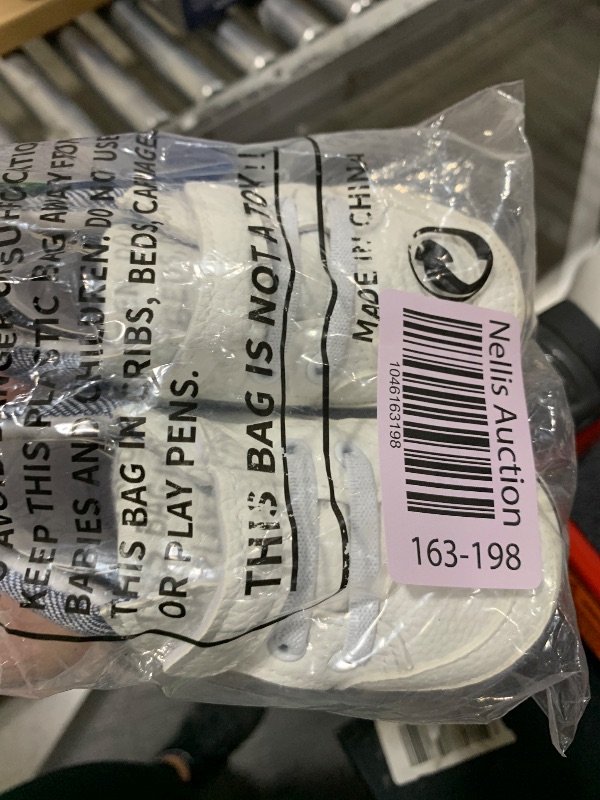 KEEP THIS PLASTIC BAG AWAY FROM
BABIES AND CHILDREN. DO NOT USE
THIS BAG IN CRIBS, BEDS, CARRIAGES
OR PLAY PENS.
THIS BAG IS NOT A TOY !!
MADE IN CHINA
Nellis Auction
1046163198
163-198